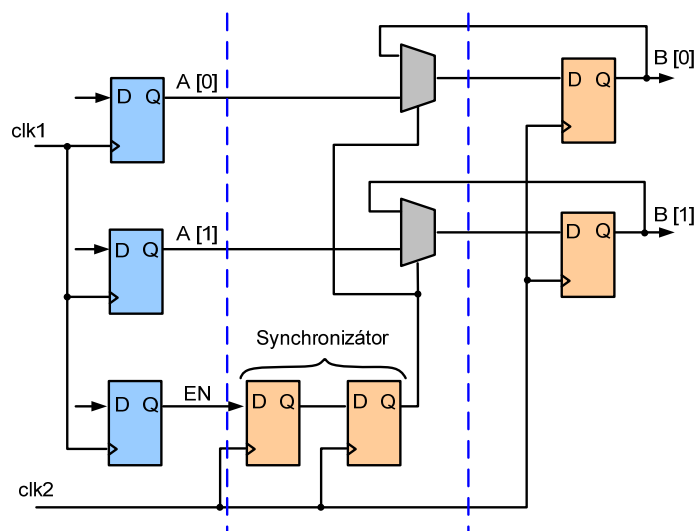 B [0]
A [0]
D Q
D Q
clk1
B [1]
A [1]
D Q
D Q
Synchronizátor
EN
D Q
D Q
D Q
clk2